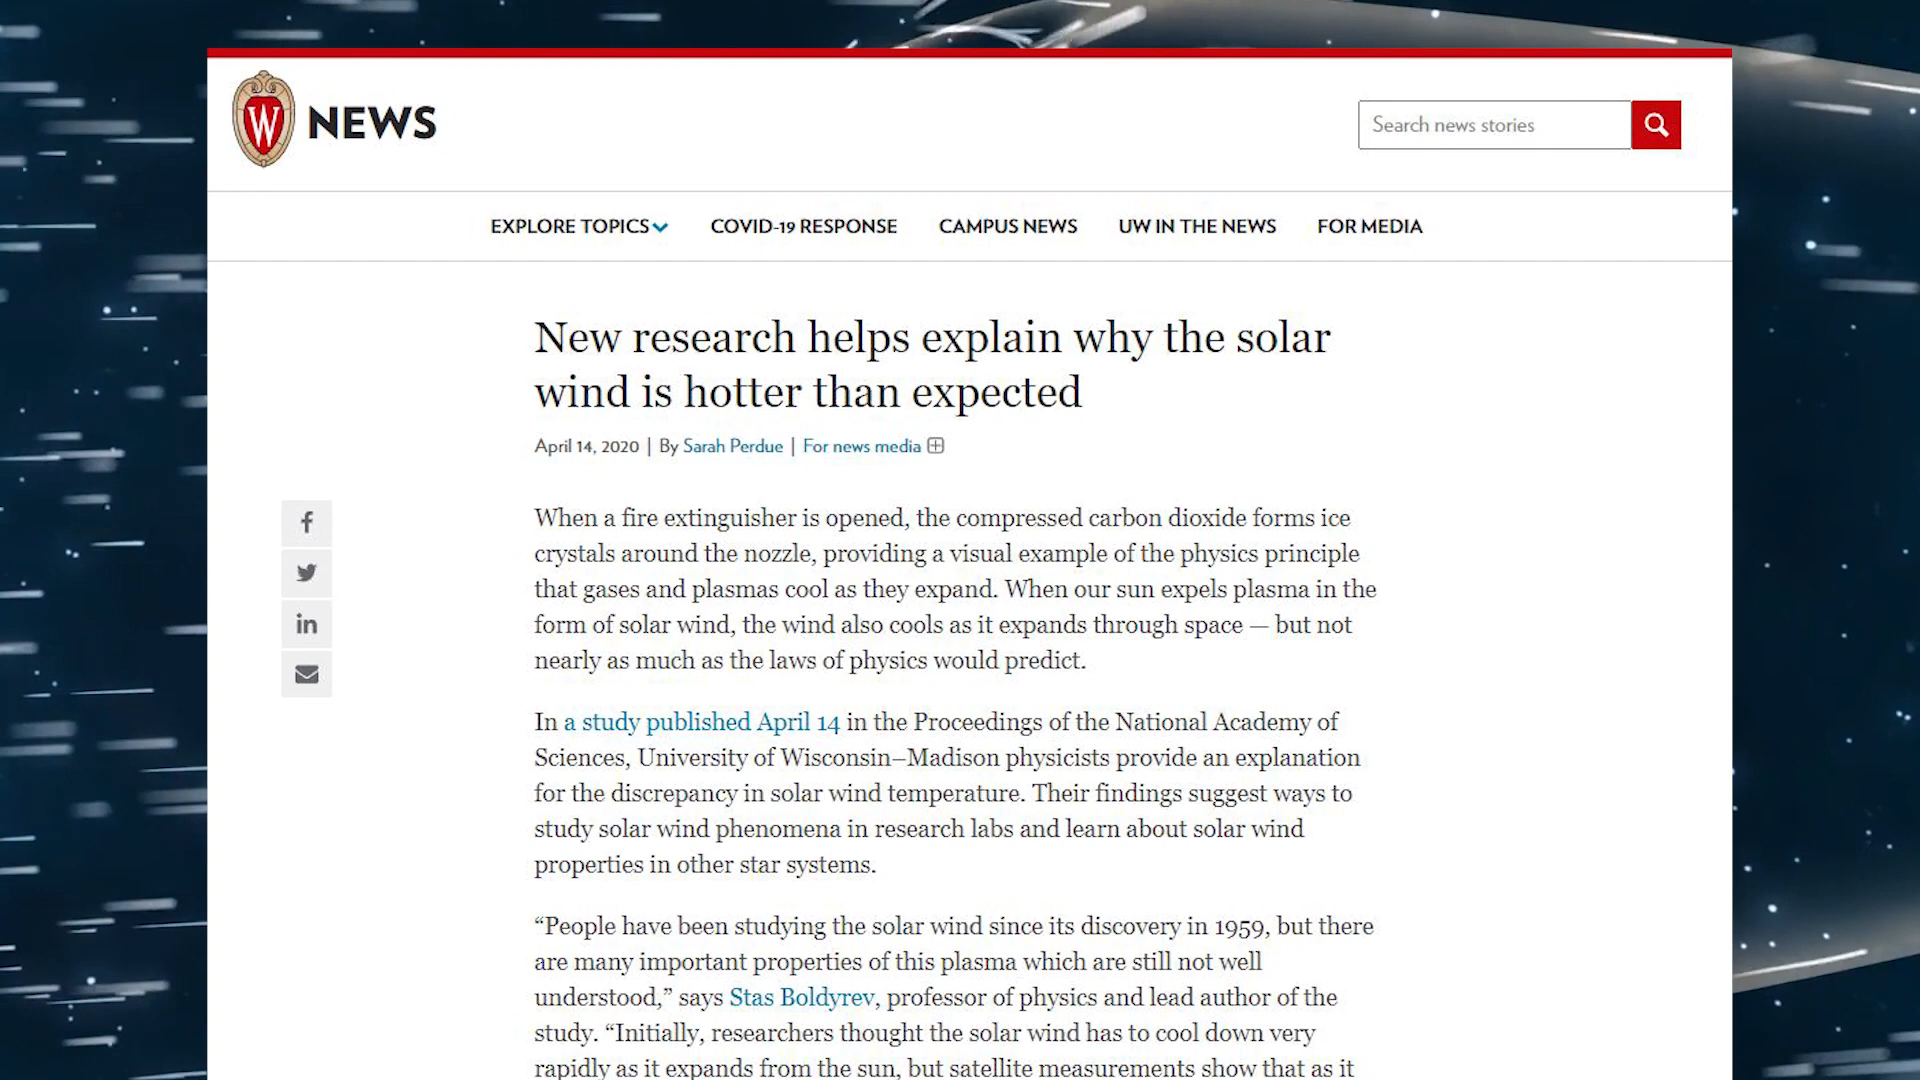 W NEWS
Search news stories
EXPLORE TOPICS COVID-19 RESPONSE CAMPUS NEWS UW IN THE NEWS FOR MEDIA
New research helps explain why the solar
wind is hotter than expected
April 14, 2020 | By Sarah Perdue | For news media
When a fire extinguisher is opened, the compressed carbon dioxide forms ice
crystals around the nozzle, providing a visual example of the physics principle
that gases and plasmas cool as they expand. When our sun expels plasma in the
form of solar wind, the wind also cools as it expands through space — but not
nearly as much as the laws of physics would predict.
In a study published April 14 in the Proceedings of the National Academy of
Sciences, University of Wisconsin–Madison physicists provide an explanation
for the discrepancy in solar wind temperature. Their findings suggest ways to
study solar wind phenomena in research labs and learn about solar wind
properties in other star systems.
“People have been studying the solar wind since its discovery in 1959, but there
are many important properties of this plasma which are still not well
understood,” says Stas Boldyrev, professor of physics and lead author of the
study. “Initially, researchers thought the solar wind has to cool down very
rapidly as it expands from the sun, but satellite measurements show that as it